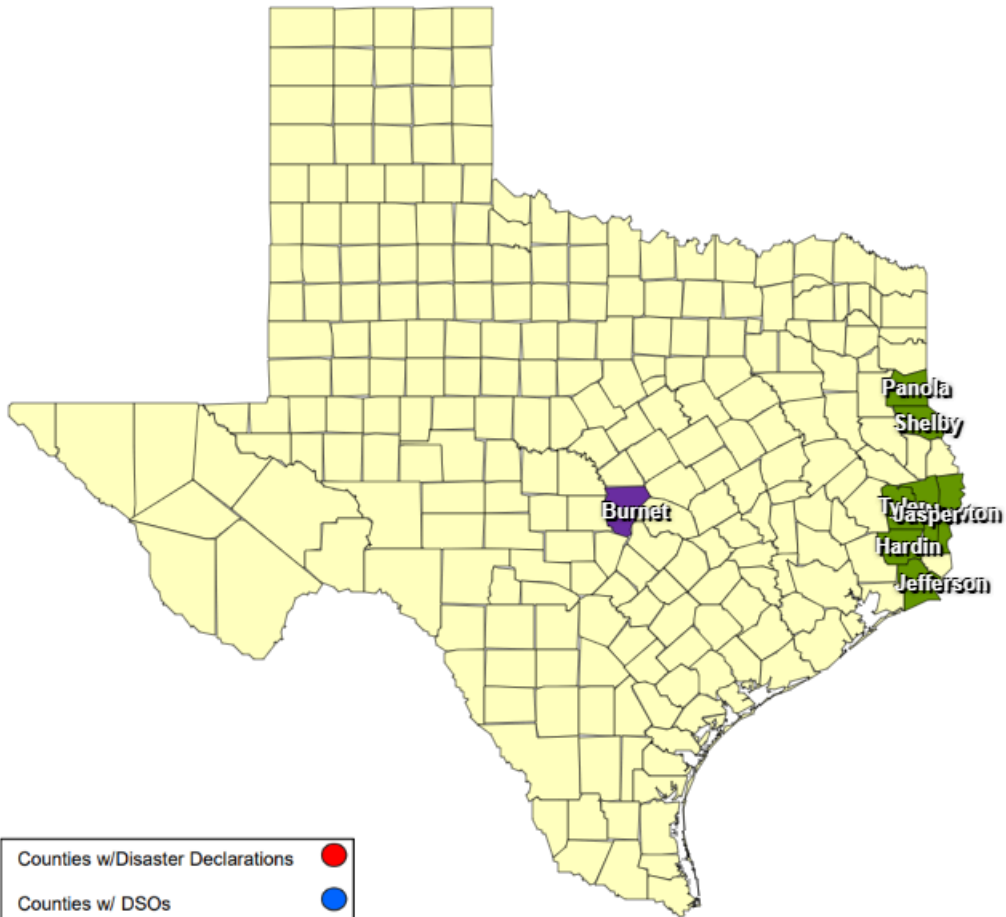 Panola
Shelby
Burnet
Hardin
Jefferson
Counties w/Disaster Declarations
Counties w/ DSOs